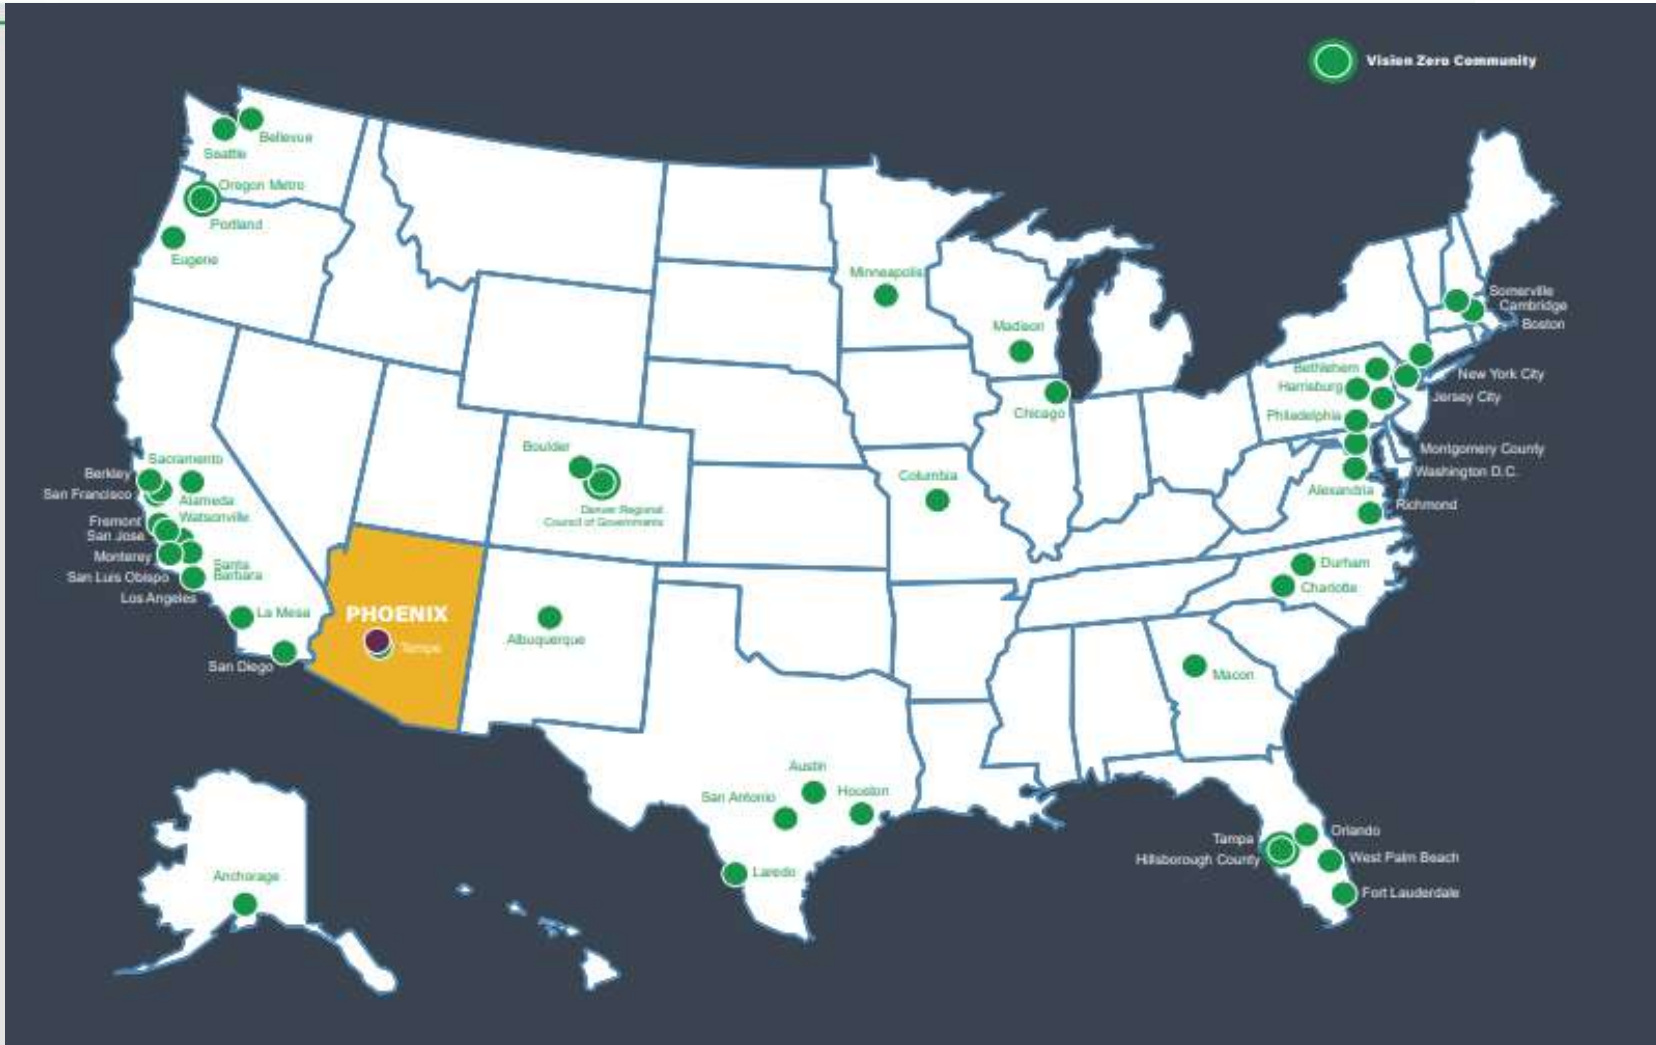 Vision Zero Community
Bellevue
Seattle
Oregon Metro
Portland
Eugene
Minneapolis
Madison
Chicago
Somerville
Cambridge
Boston
Bethlehem
New York City
Harrisburg
Jersey City
Philadelphia
Montgomery County
Washington D.C.
Alexandria
Richmond
Boulder
Denver Regional
Council of Governments
Columbia
Sacramento
Berkley
San Francisco
Alameda
Watsonville
Fremont
San Jose
Monterey
Santa
Barbara
San Luis Obispo
Los Angeles
La Mesa
San Diego
PHOENIX
Tempe
Albuquerque
Durham
Charlotte
Macon
Austin
San Antonio
Houston
Laredo
Tampa
Hillsborough County
Orlando
West Palm Beach
Fort Lauderdale
Anchorage